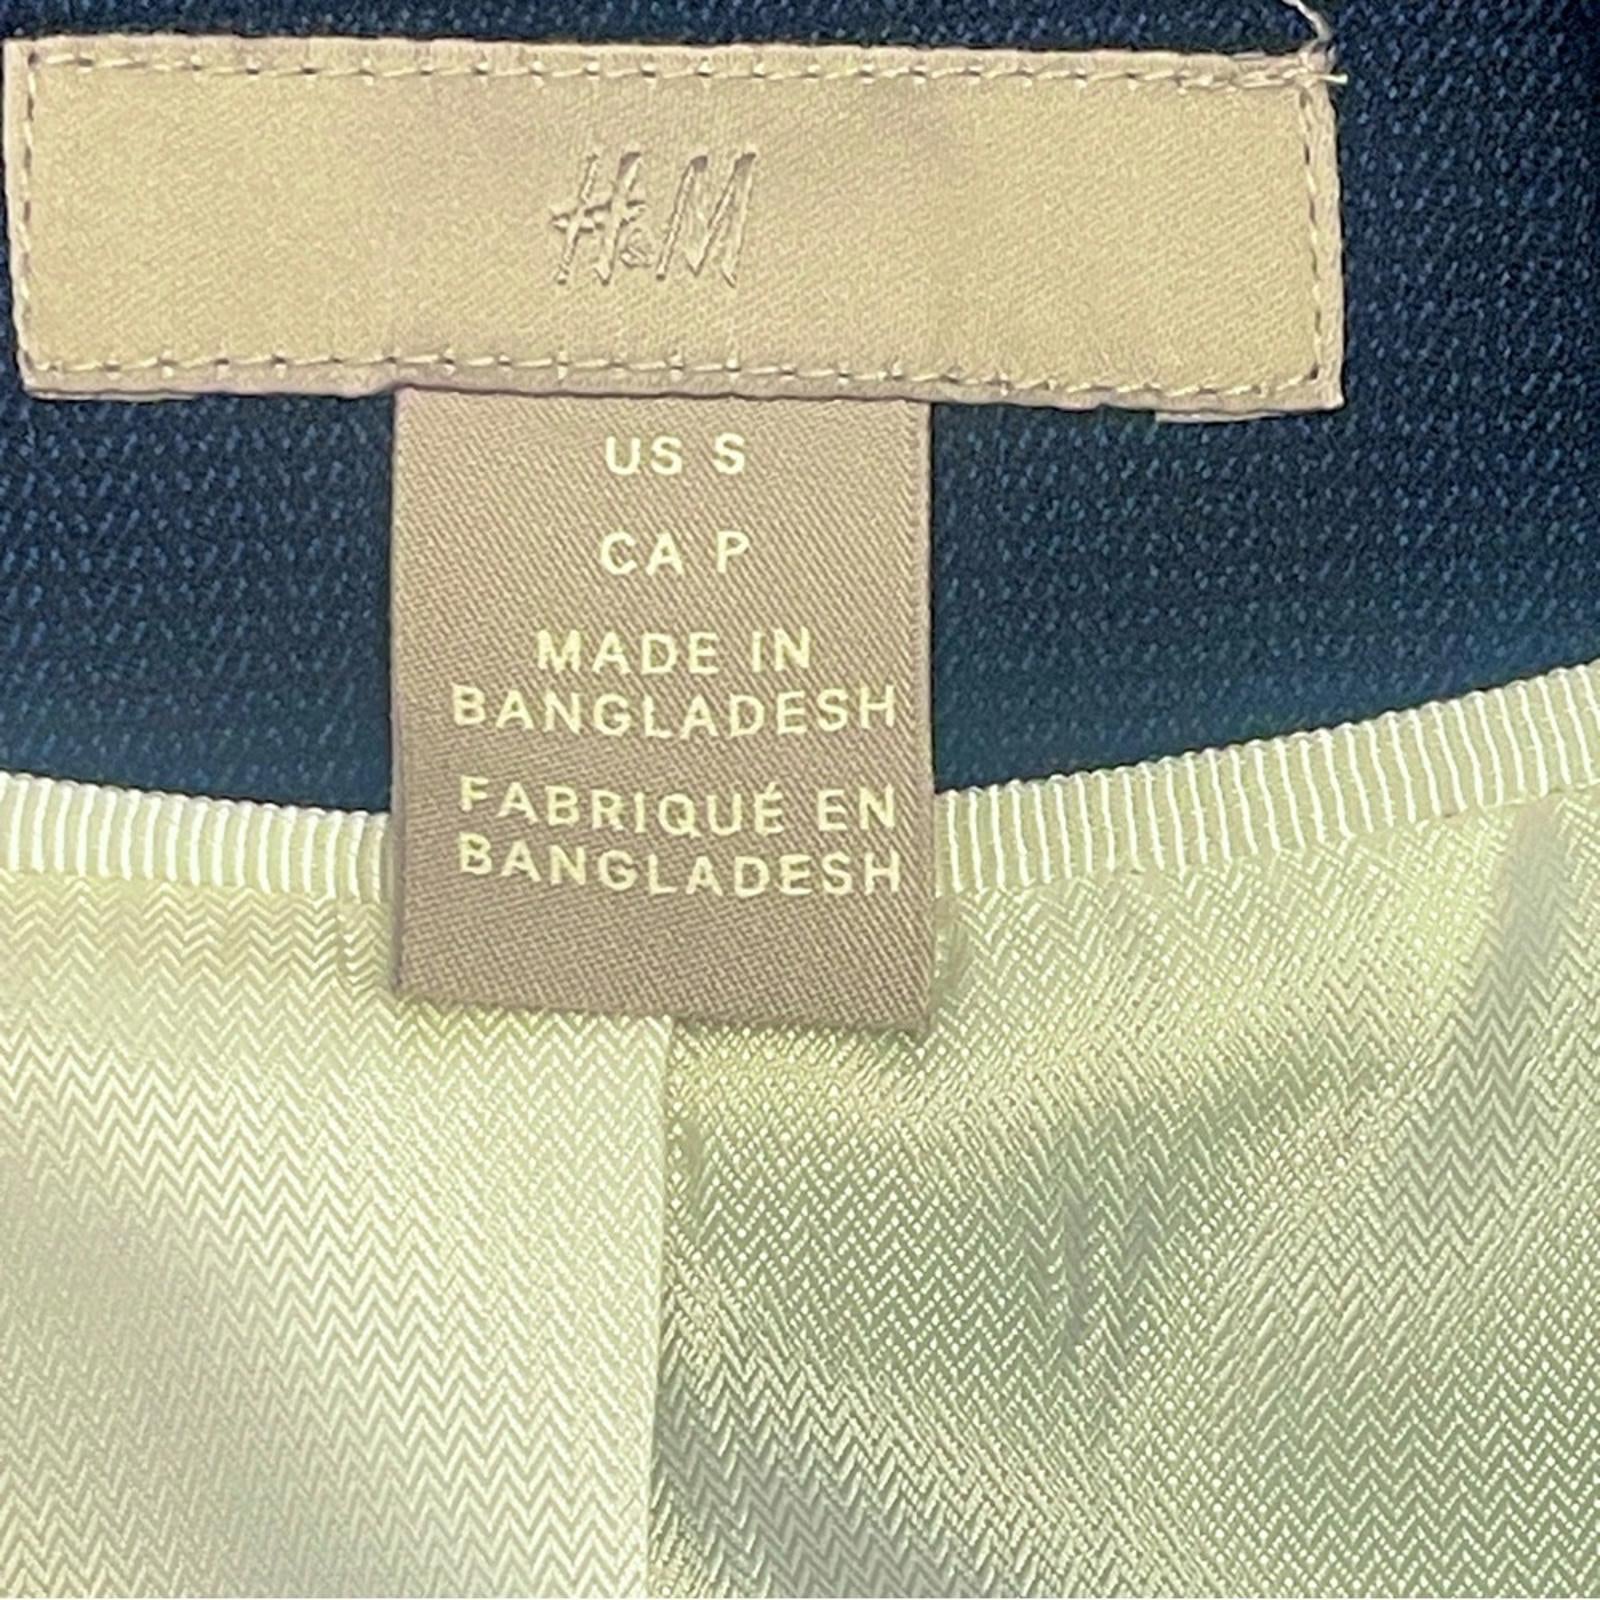 H&M
US S
CA P
MADE IN
BANGLADESH
FABRIQUÉ EN
BANGLADESH